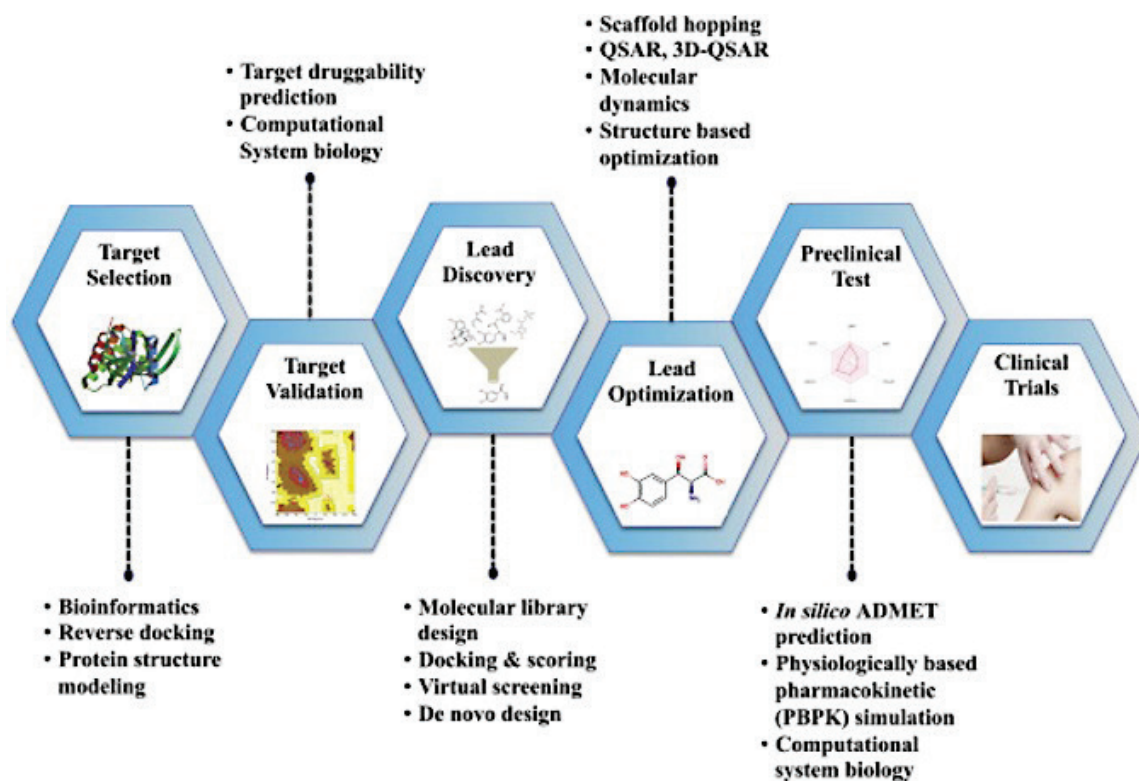 • Scaffold hopping
• QSAR, 3D-QSAR
• Molecular
dynamics
• Structure based
optimization
• Target druggability
prediction
• Computational
System biology
Target
Selection
Target
Validation
Lead
Discovery
Lead
Optimization
Preclinical
Test
Clinical
Trials
• Bioinformatics
• Reverse docking
• Protein structure
modeling
• Molecular library
design
• Docking & scoring
• Virtual screening
• De novo design
• In silico ADMET
prediction
• Physiologically based
pharmacokinetic
(PBPK) simulation
• Computational
system biology